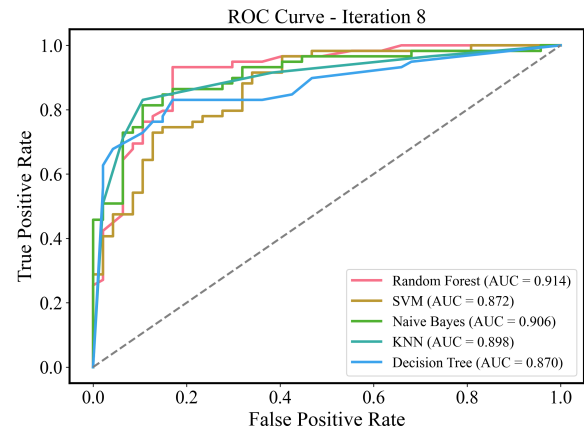 ROC Curve - Iteration 8
True Positive Rate
1.0
0.8
0.6
0.4
0.2
0.0
Random Forest (AUC = 0.914)
SVM (AUC = 0.872)
Naive Bayes (AUC = 0.906)
KNN (AUC = 0.898)
Decision Tree (AUC = 0.870)
0.0 0.2 0.4 0.6 0.8 1.0
False Positive Rate